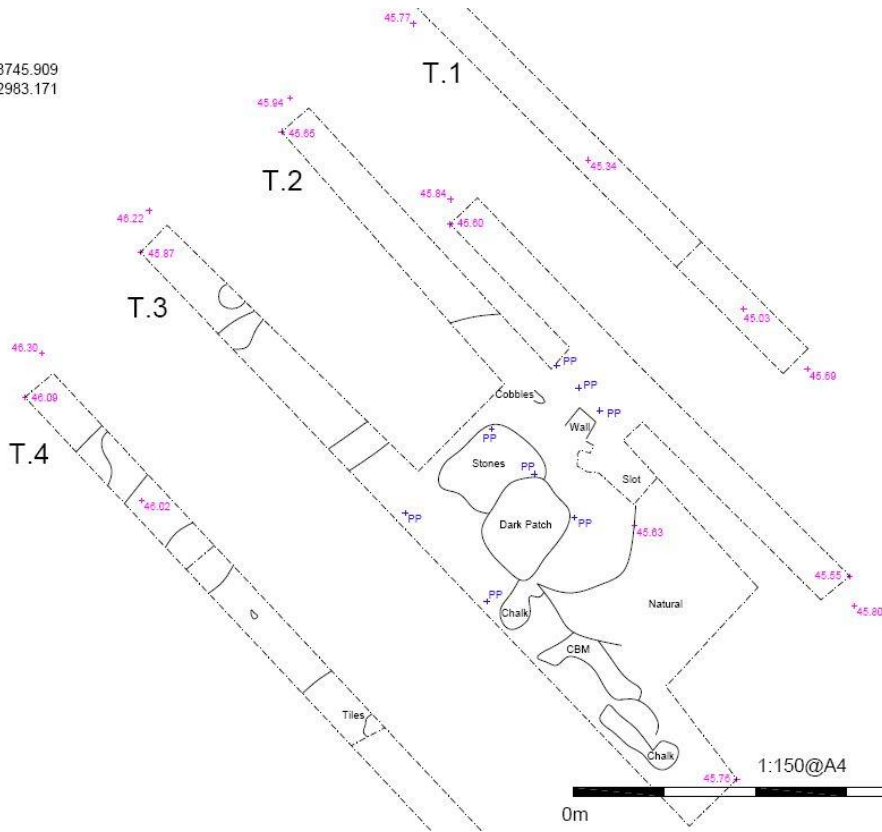 45.77
T.1
3745.909
2983.171
45.94
45.65
45.34
T.2
45.84
45.60
46.22
45.87
T.3
45.03
45.69
46.30
46.09
T.4
PP
PP
PP
Cobbles
Wall
PP
Stones
PP
Slot
46.02
PP
Dark Patch
PP
45.63
45.55
45.80
PP
Natural
Chalk
CBM
Tiles
Chalk
45.76
1:150@A4
0m